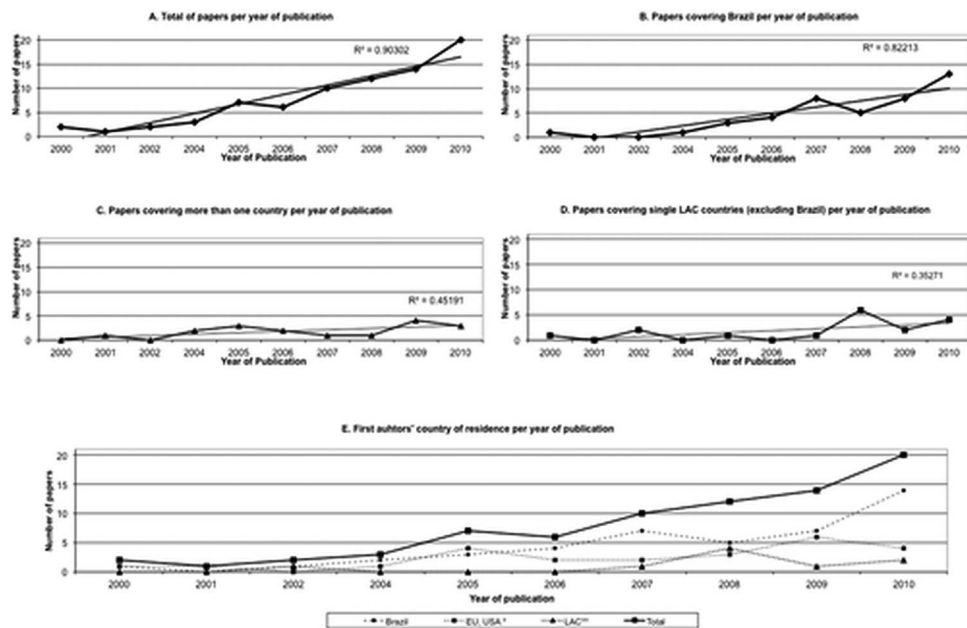 A. Total of papers per year of publication
Number of papers
20
15
10
5
0
R² = 0.90302
2000 2001 2002 2004 2005 2006 2007 2008 2009 2010
Year of Publication
B. Papers covering Brazil per year of publication
Number of papers
20
15
10
5
0
R² = 0.82213
2000 2001 2002 2004 2005 2006 2007 2008 2009 2010
Year of Publication
C. Papers covering more than one country per year of publication
Number of papers
20
15
10
5
0
R² = 0.45191
2000 2001 2002 2004 2005 2006 2007 2008 2009 2010
Year of Publication
D. Papers covering single LAC countries (excluding Brazil) per year of publication
Number of papers
20
15
10
5
0
R² = 0.35271
2000 2001 2002 2004 2005 2006 2007 2008 2009 2010
Year of Publication
E. First auhtors' country of residence per year of publication
Number of papers
20
15
10
5
0
2000 2001 2002 2004 2005 2006 2007 2008 2009 2010
Year of publication
Brazil EU, USA * LAC** Total